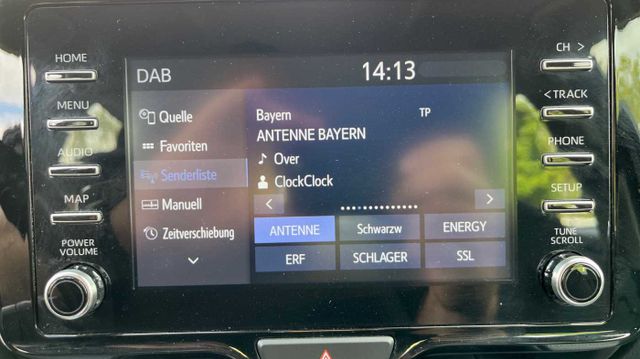 HOME
MENU
AUDIO
MAP
POWER
VOLUME
DAB
14:13
Quelle
Favoriten
Senderliste
Manuell
Zeitverschiebung
Bayern TP
ANTENNE BAYERN
Over
ClockClock
< >
ANTENNE Schwarzw ENERGY
ERF SCHLAGER SSL
CH >
< TRACK
PHONE
SETUP
TUNE
SCROLL